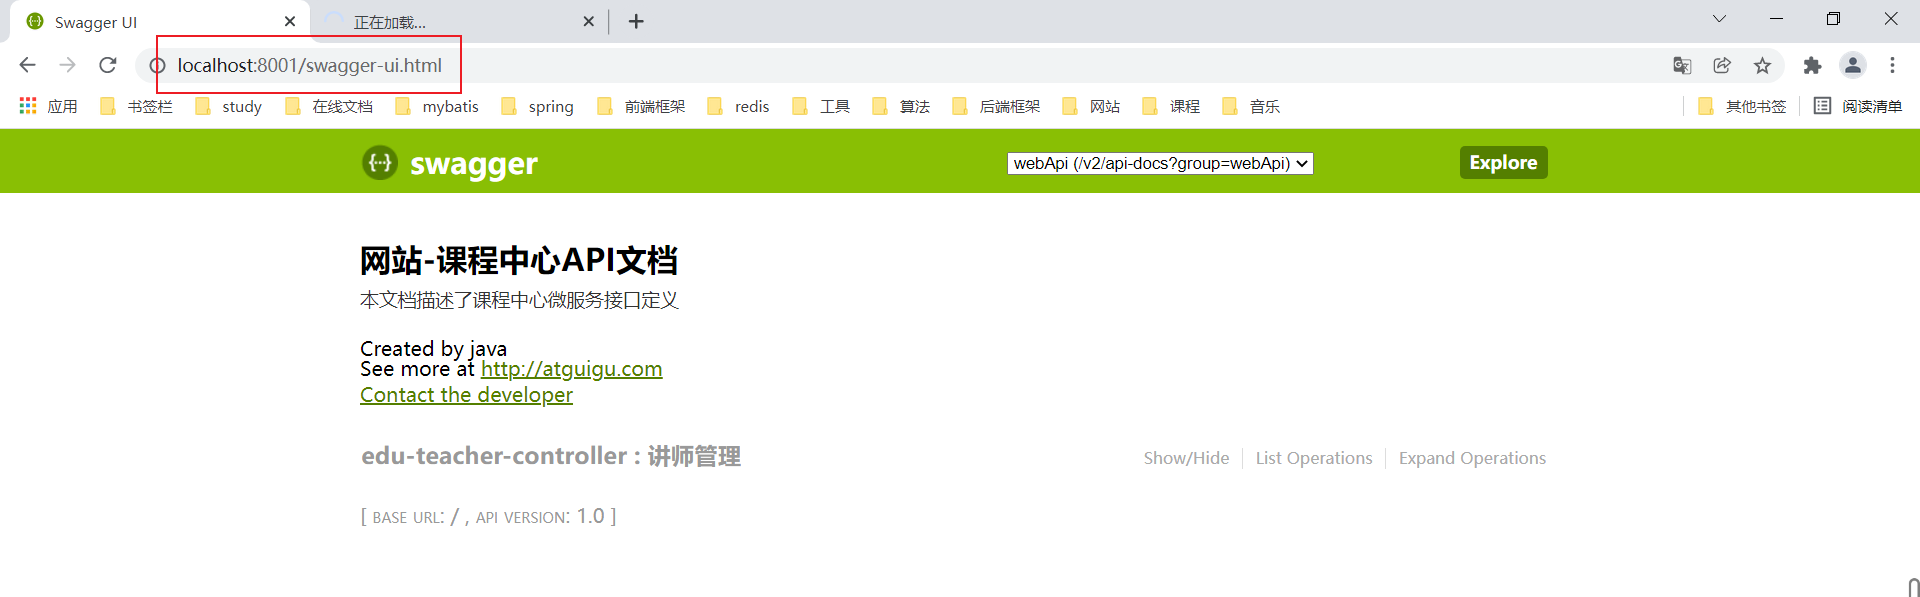 Swagger UI
正在加载...
localhost:8001/swagger-ui.html
应用 书签栏 study 在线文档 mybatis spring 前端框架 redis 工具 算法 后端框架 网站 课程 音乐 其他书签 阅读清单
swagger webApi (/v2/api-docs?group=webApi) Explore
网站-课程中心API文档
本文档描述了课程中心微服务接口定义
Created by java
See more at http://atguigu.com
Contact the developer
edu-teacher-controller : 讲师管理 Show/Hide List Operations Expand Operations
[ BASE URL: / , API VERSION: 1.0 ]